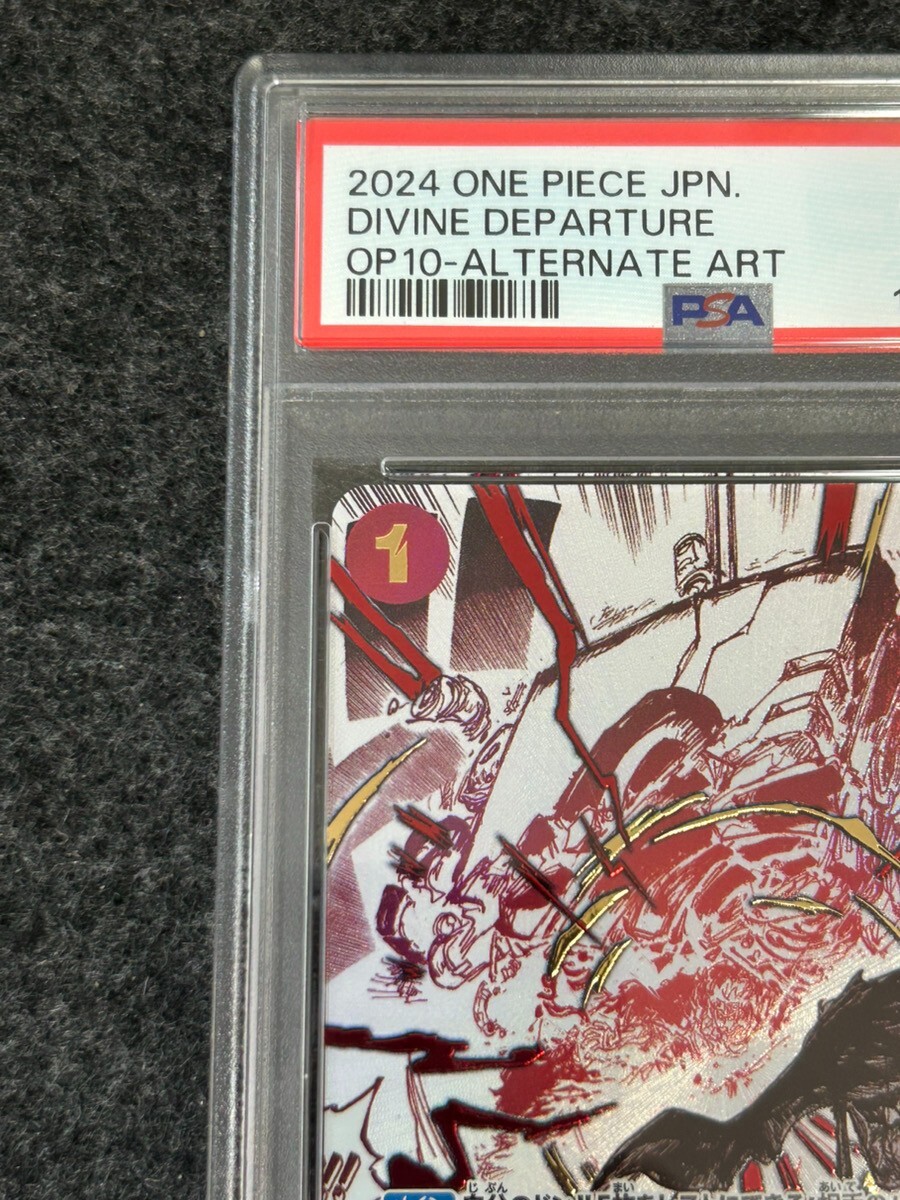 2024 ONE PIECE JPN.
DIVINE DEPARTURE
OP10-ALTERNATE ART
PSA
1